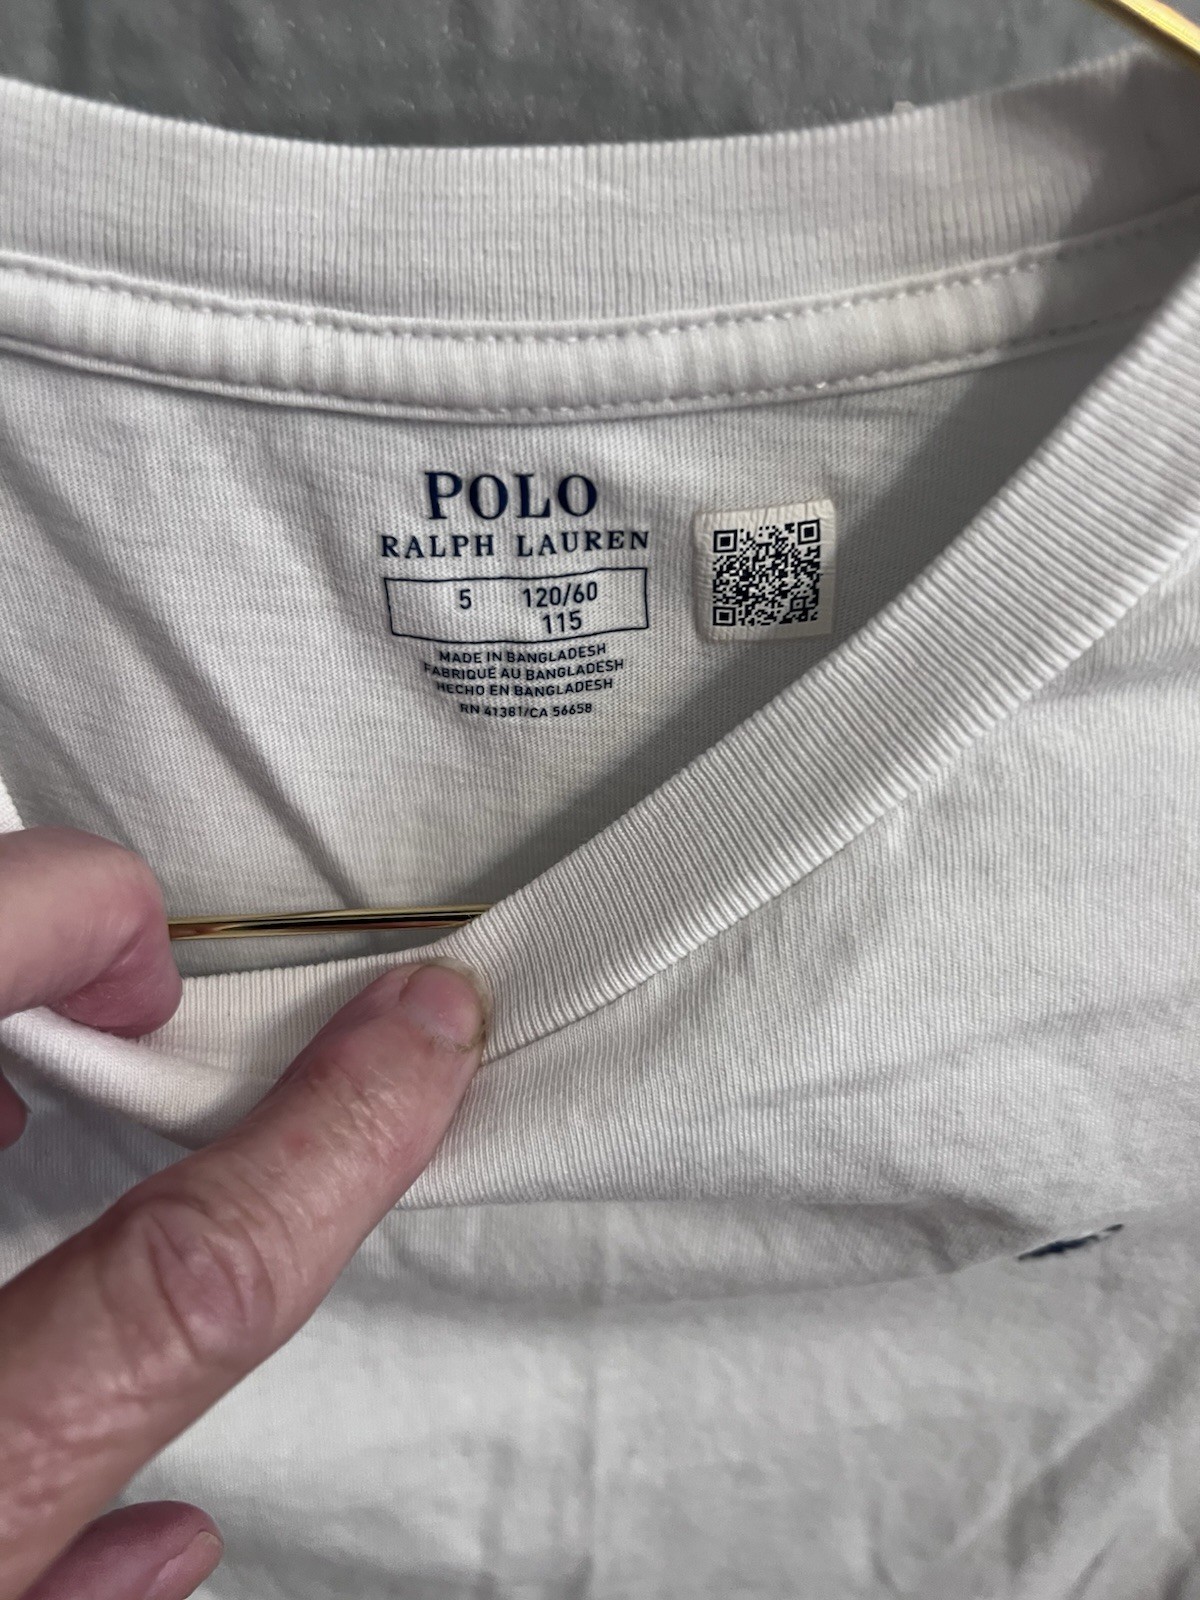 POLO
RALPH LAUREN
5 120/60
115
MADE IN BANGLADESH
FABRIQUÉ AU BANGLADESH
HECHO EN BANGLADESH
RN 41381/CA 56658